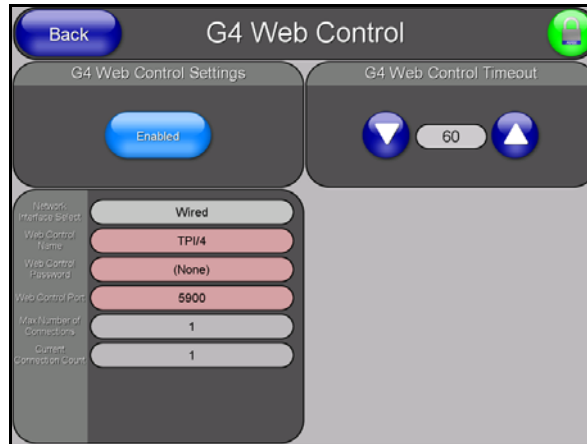 Back
G4 Web Control
G4 Web Control Settings
G4 Web Control Timeout
Enabled
60
Network
Interface Select
Wired
Web Control
Name
TPI/4
Web Control
Password
(None)
Web Control Port
5900
Max Number of
Connections
1
Current
Connection Count
1